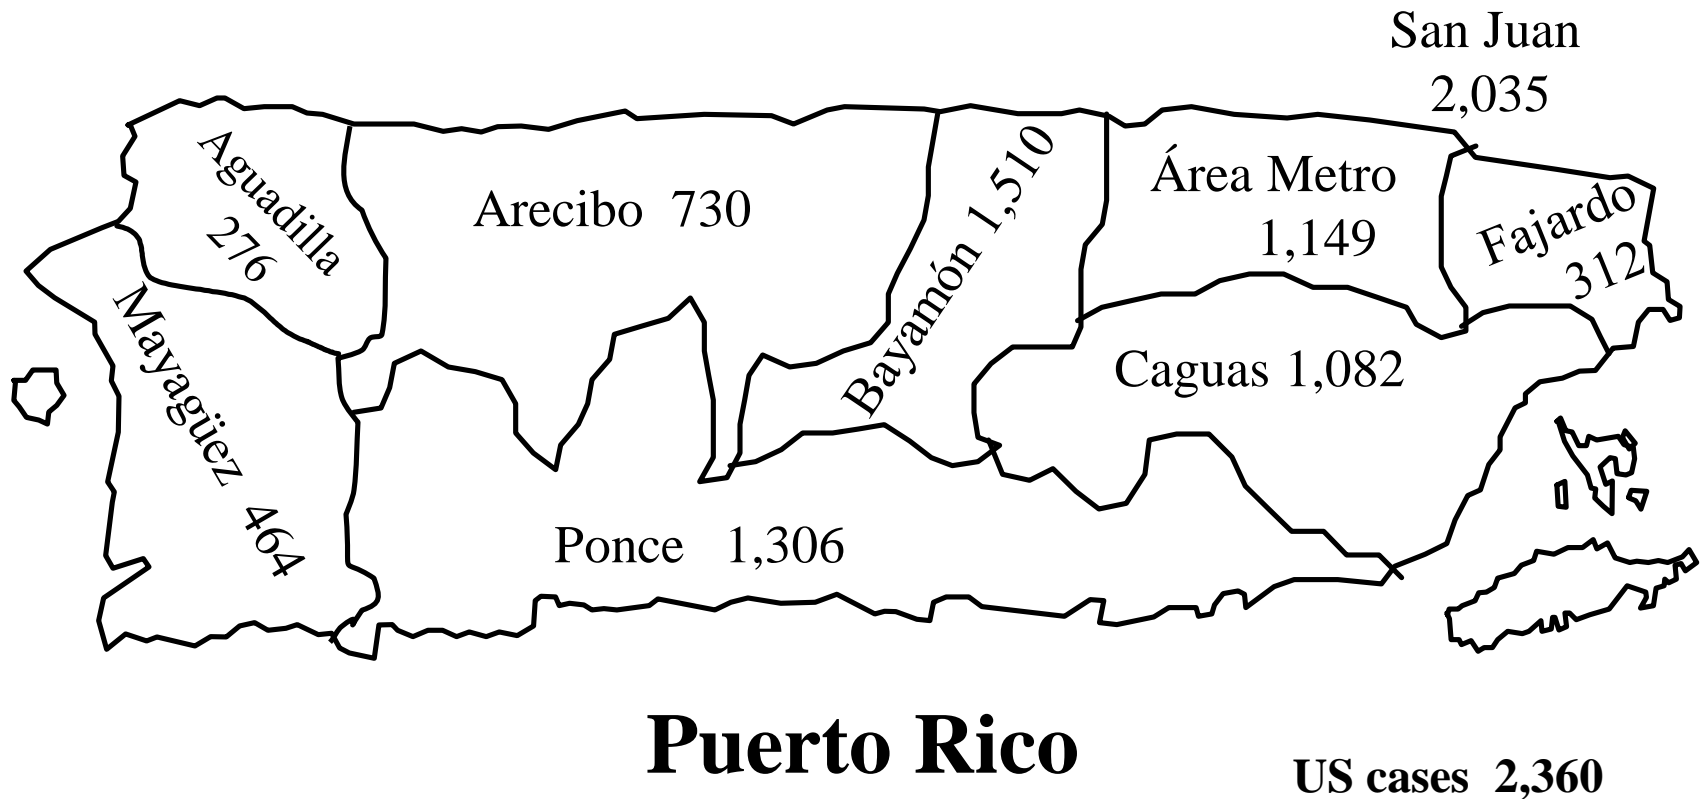 San Juan
2,035
Aguadilla
276
Arecibo 730
Bayamón 1,510
Área Metro
1,149
Fajardo
312
Mayagüez 464
Caguas 1,082
Ponce 1,306
Puerto Rico
US cases 2,360